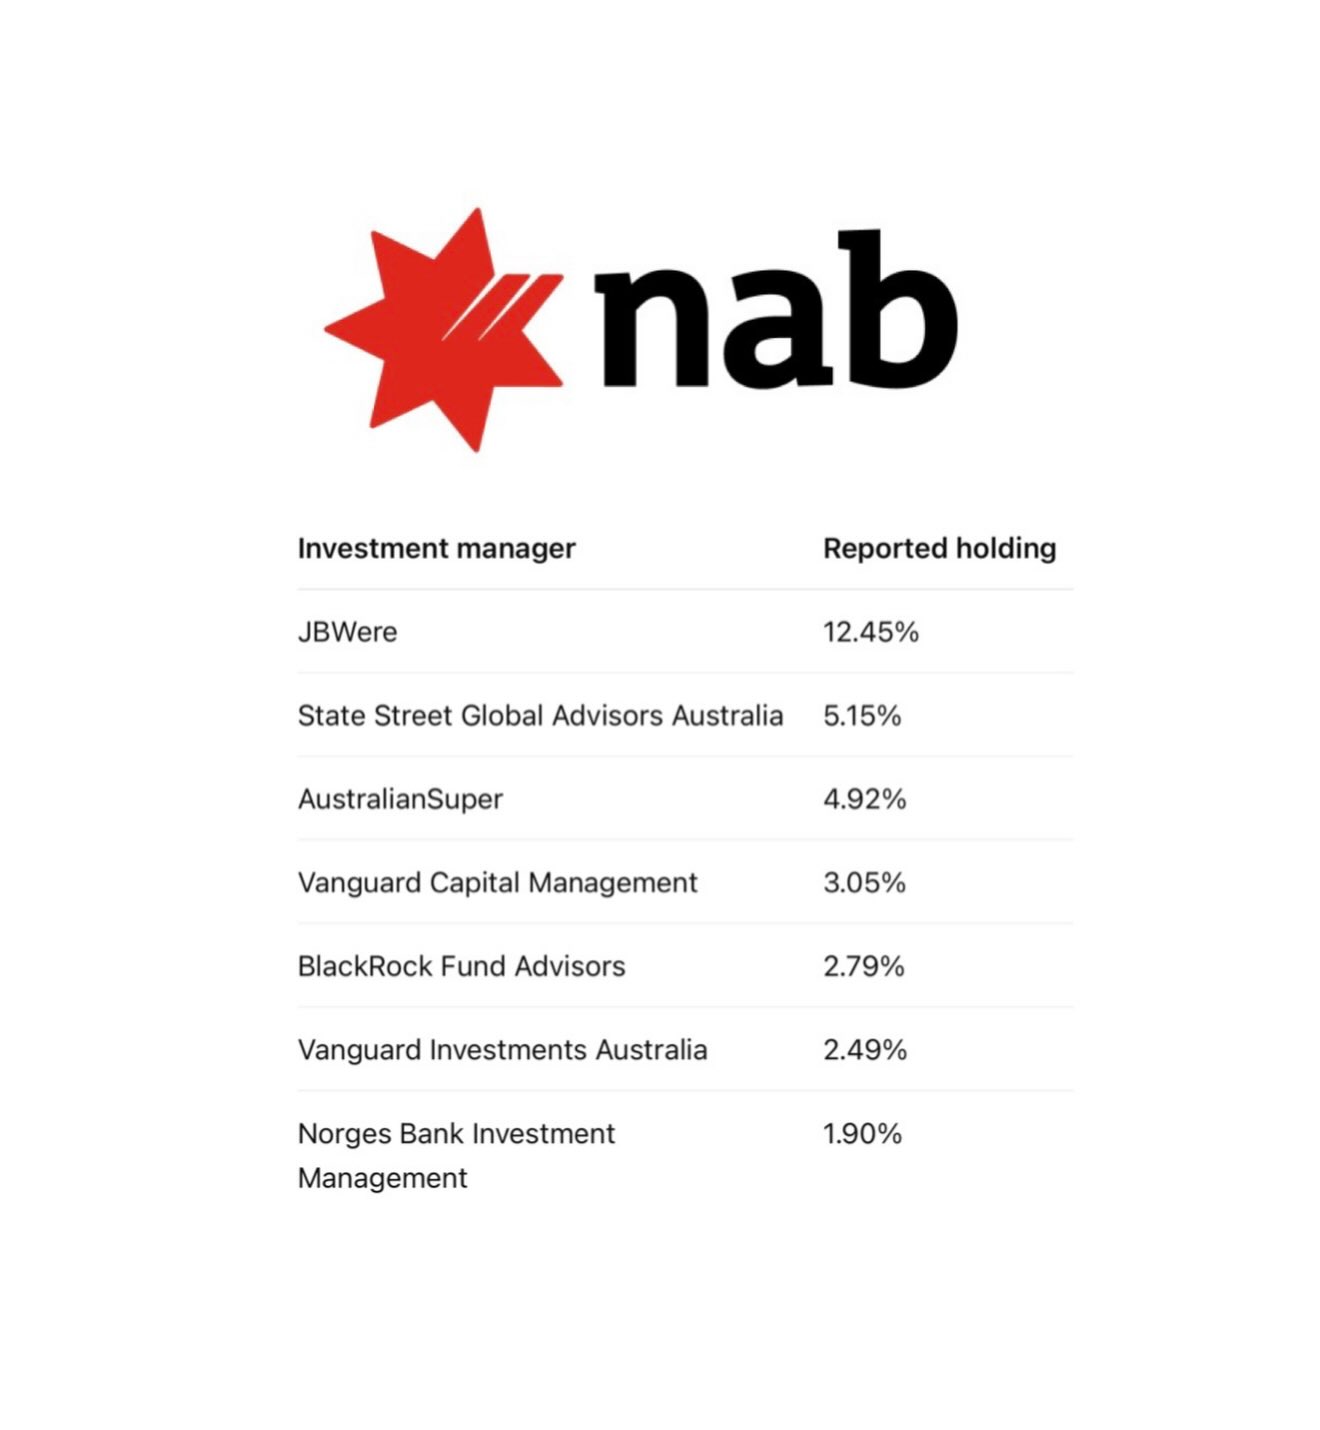 nab
Investment manager Reported holding
JBWere 12.45%
State Street Global Advisors Australia 5.15%
AustralianSuper 4.92%
Vanguard Capital Management 3.05%
BlackRock Fund Advisors 2.79%
Vanguard Investments Australia 2.49%
Norges Bank Investment 1.90%
Management